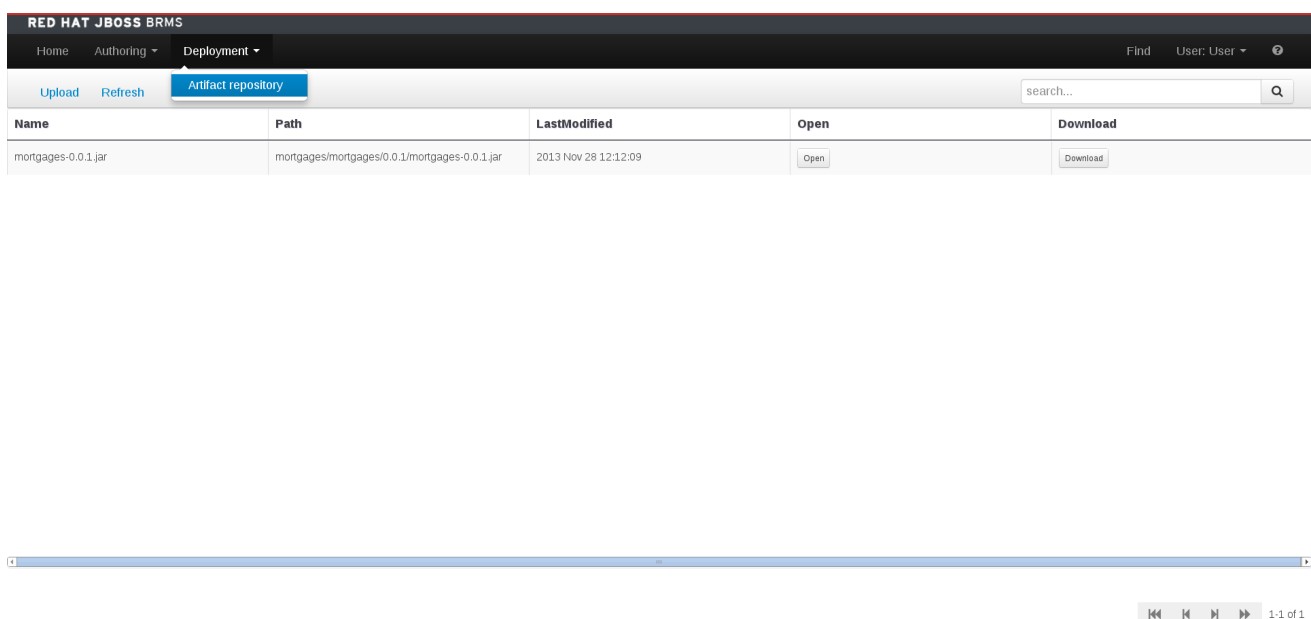 RED HAT JBOSS BRMS
Home Authoring Deployment Find User: User
Artifact repository
Upload Refresh search...
Name Path LastModified Open Download
mortgages-0.0.1.jar mortgages/mortgages/0.0.1/mortgages-0.0.1.jar 2013 Nov 28 12:12:09 Open Download
1-1 of 1